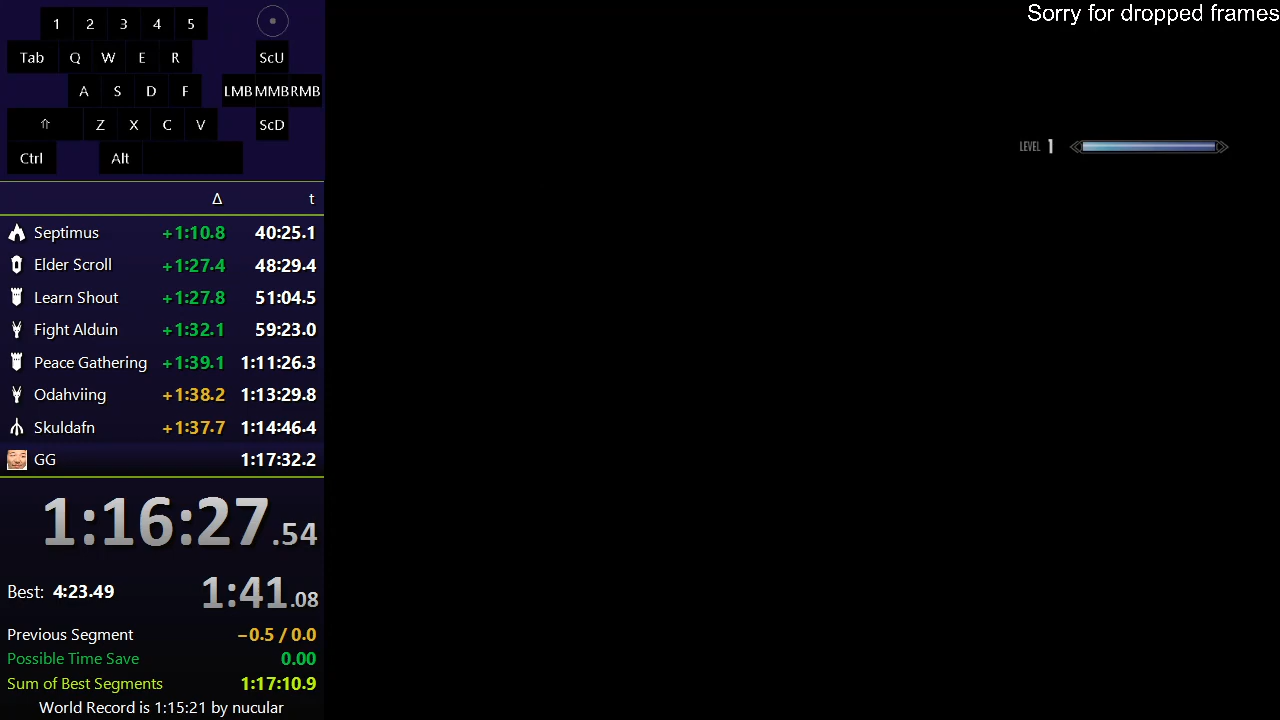 Sorry for dropped frames
1 2 3 4 5
Tab Q W E R ScU
A S D F LMB MMB RMB
⇧ Z X C V ScD
Ctrl Alt
LEVEL 1
Δ t
Septimus +1:10.8 40:25.1
Elder Scroll +1:27.4 48:29.4
Learn Shout +1:27.8 51:04.5
Fight Alduin +1:32.1 59:23.0
Peace Gathering +1:39.1 1:11:26.3
Odahviing +1:38.2 1:13:29.8
Skuldafn +1:37.7 1:14:46.4
GG 1:17:32.2
1:16:27.54
Best: 4:23.49 1:41.08
Previous Segment −0.5 / 0.0
Possible Time Save 0.00
Sum of Best Segments 1:17:10.9
World Record is 1:15:21 by nucular